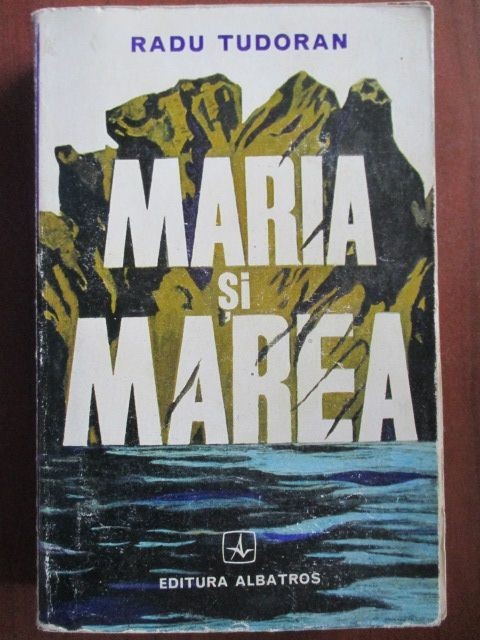 RADU TUDORAN
MARIA
și
MAREA
EDITURA ALBATROS